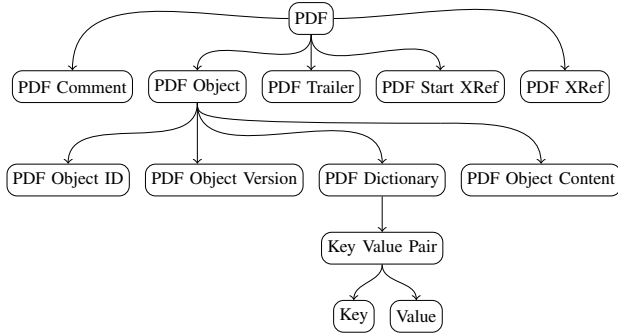 PDF
PDF Comment
PDF Object
PDF Trailer
PDF Start XRef
PDF XRef
PDF Object ID
PDF Object Version
PDF Dictionary
PDF Object Content
Key Value Pair
Key
Value